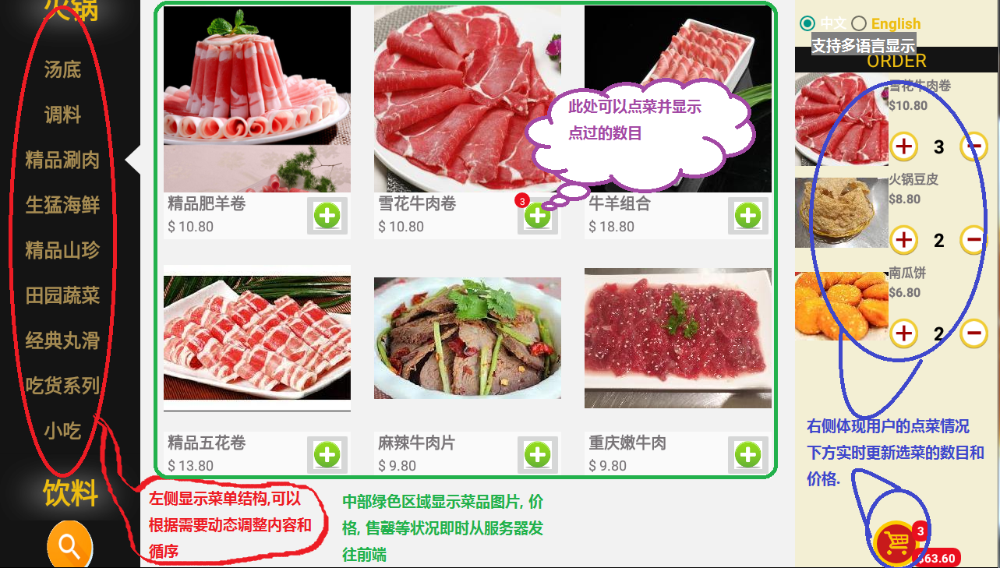 火锅
汤底
调料
精品涮肉
生猛海鲜
精品山珍
田园蔬菜
经典丸滑
吃货系列
小吃
饮料
精品肥羊卷
$ 10.80
雪花牛肉卷
$ 10.80
3
牛羊组合
$ 18.80
此处可以点菜并显示
点过的数目
精品五花卷
$ 13.80
麻辣牛肉片
$ 9.80
重庆嫩牛肉
$ 9.80
左侧显示菜单结构,可以
根据需要动态调整内容和
循序
中部绿色区域显示菜品图片, 价
格, 售罄等状况即时从服务器发
往前端
中文 English
支持多语言显示
ORDER
雪花牛肉卷
$10.80
3
火锅豆皮
$8.80
2
南瓜饼
$6.80
2
右侧体现用户的点菜情况
下方实时更新选菜的数目和
价格.
3
$63.60